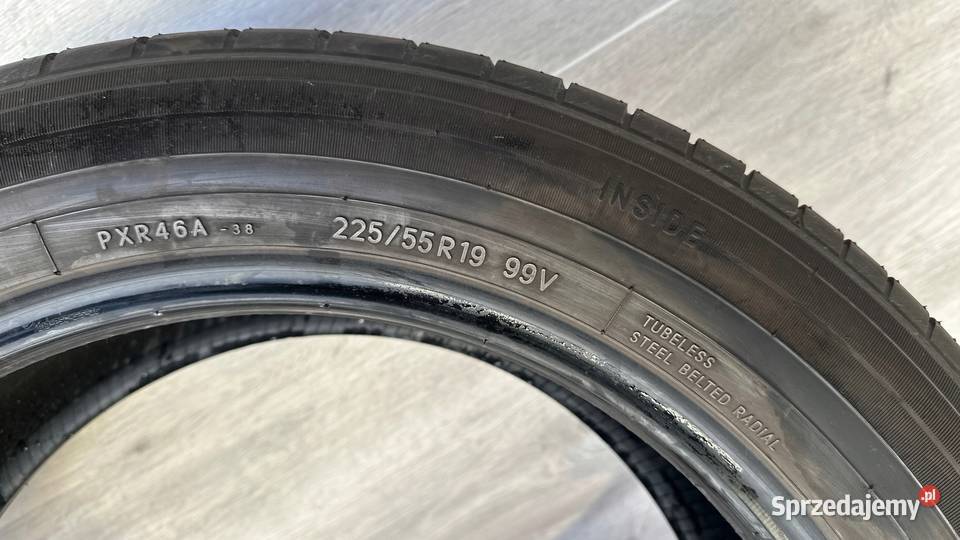 INSIDE
PXR46A -38 225/55R19 99V
TUBELESS
STEEL BELTED RADIAL
Sprzedajemy.pl